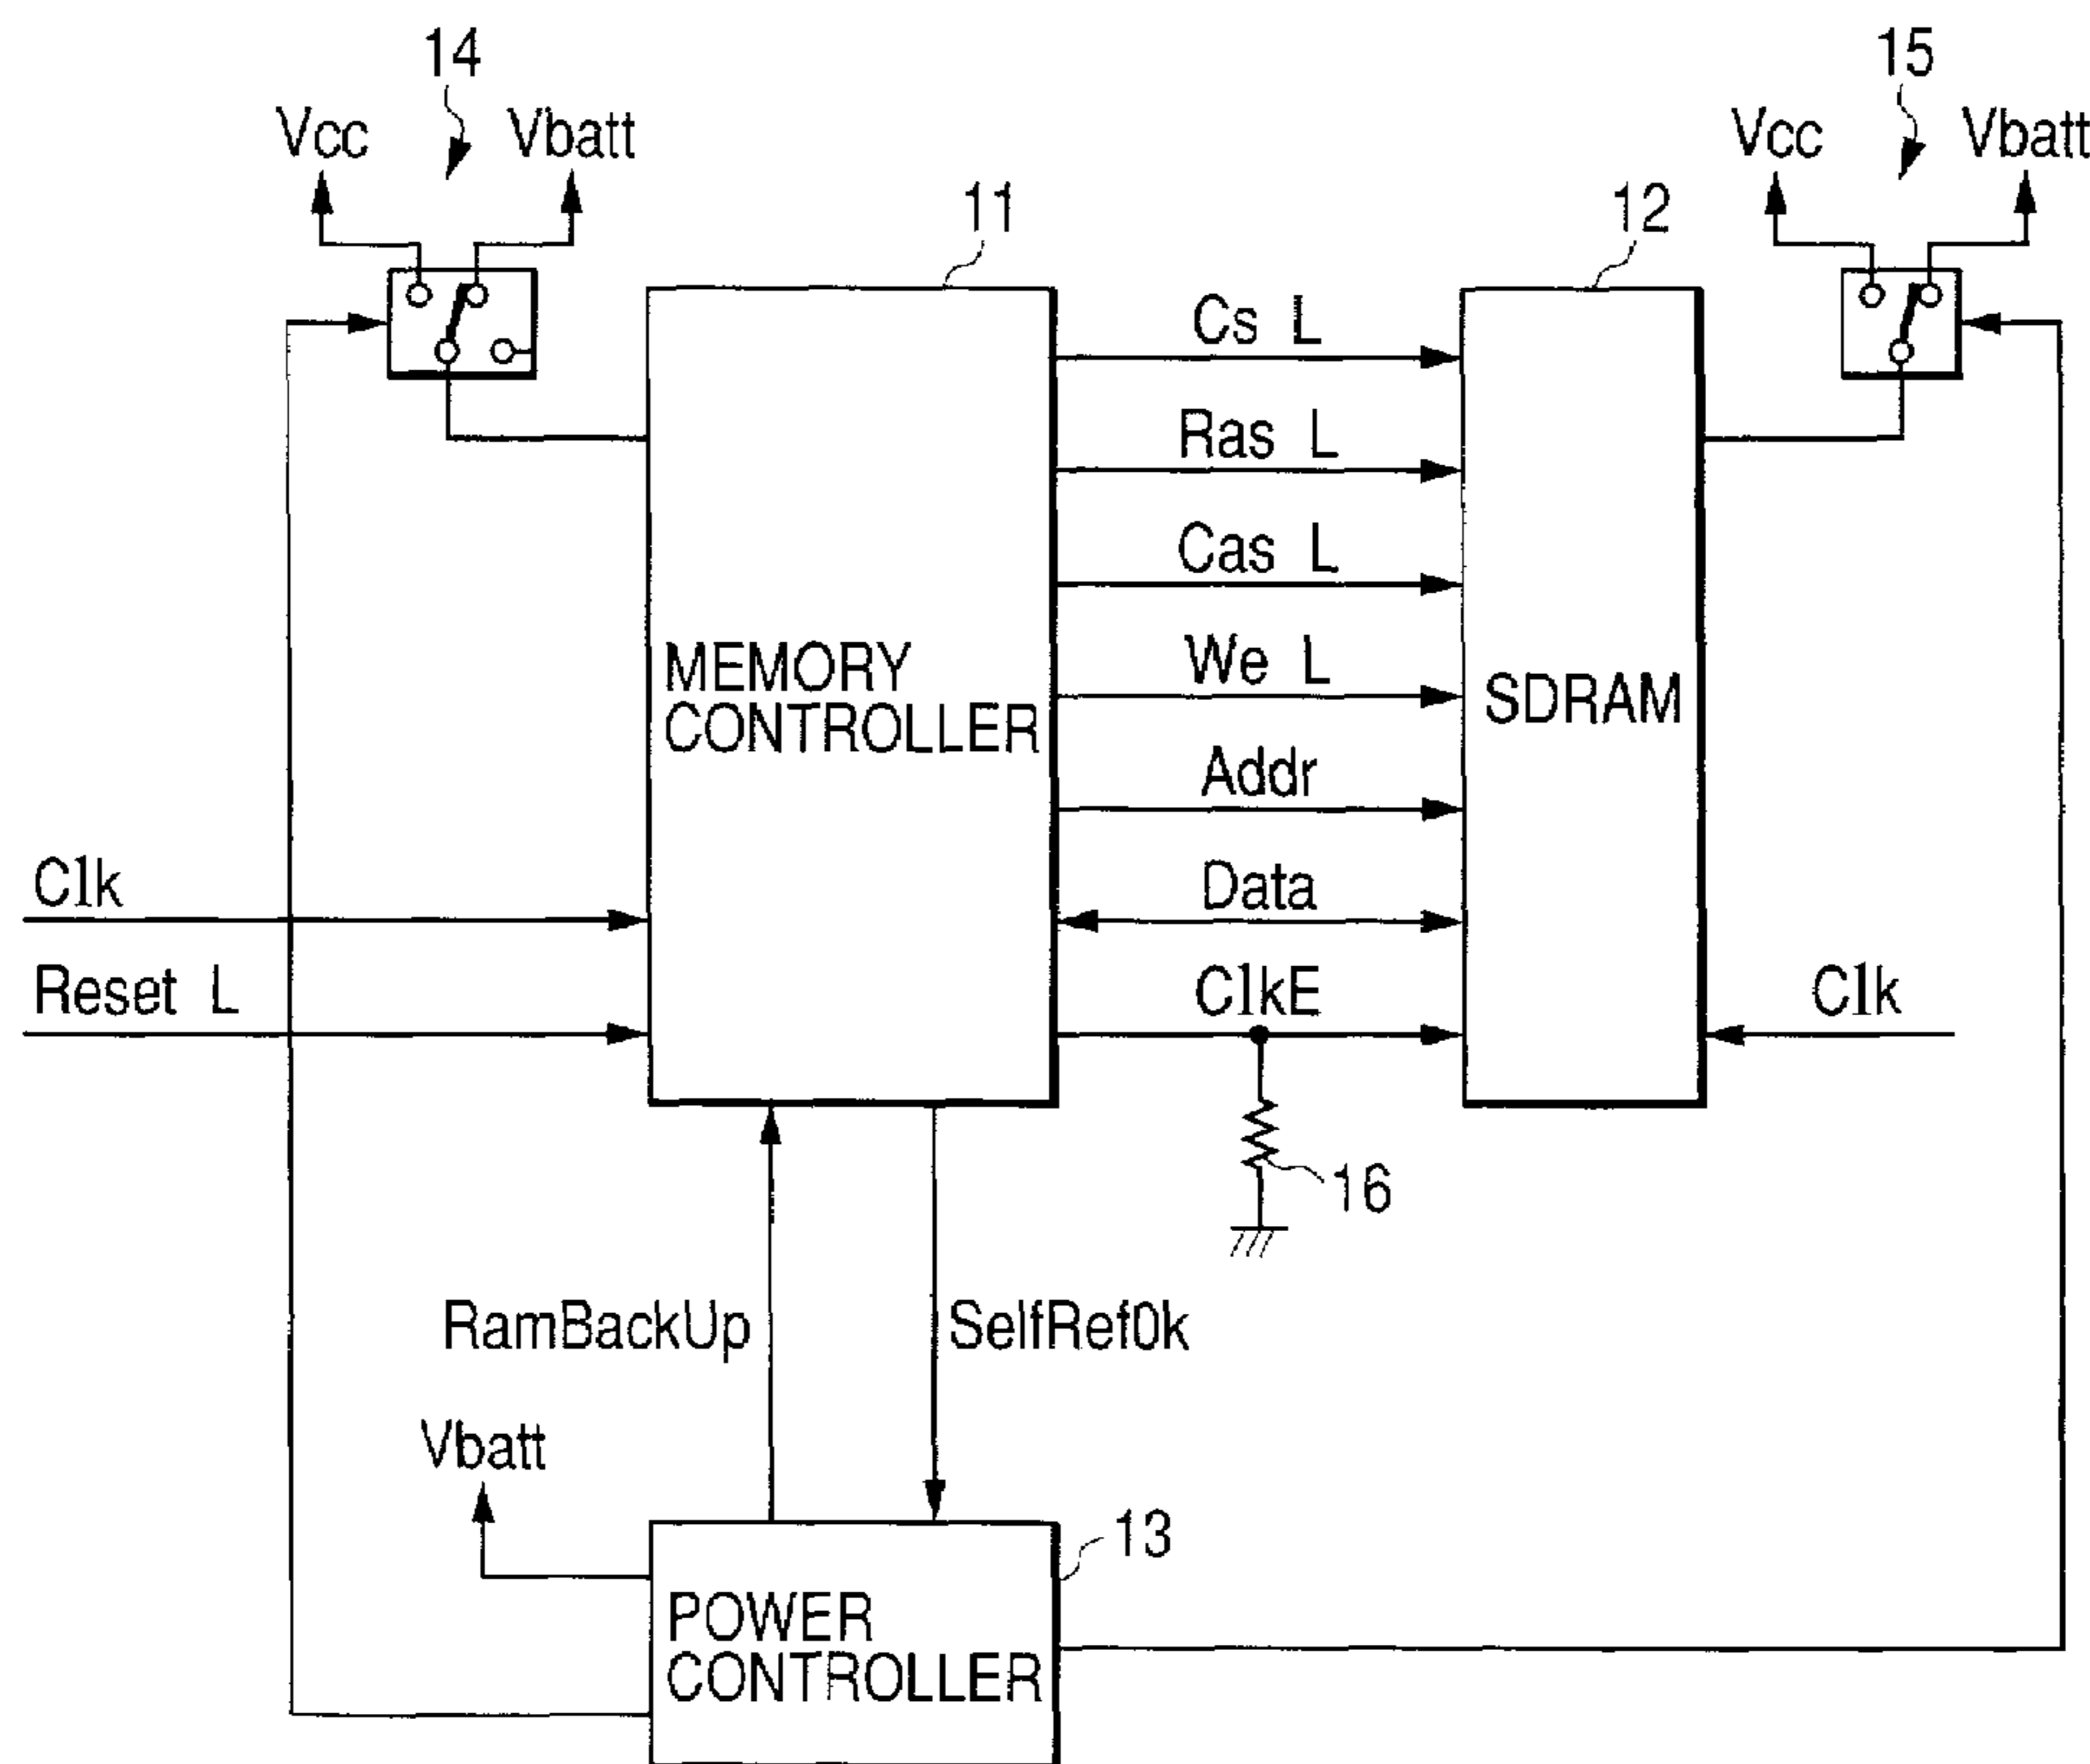 14
15
Vcc
Vbatt
Vcc
Vbatt
11
12
Cs L
Ras L
Cas L
MEMORY
CONTROLLER
We L
SDRAM
Addr
Clk
Data
Reset L
ClkE
Clk
16
RamBackUp
SelfRefOk
Vbatt
13
POWER
CONTROLLER